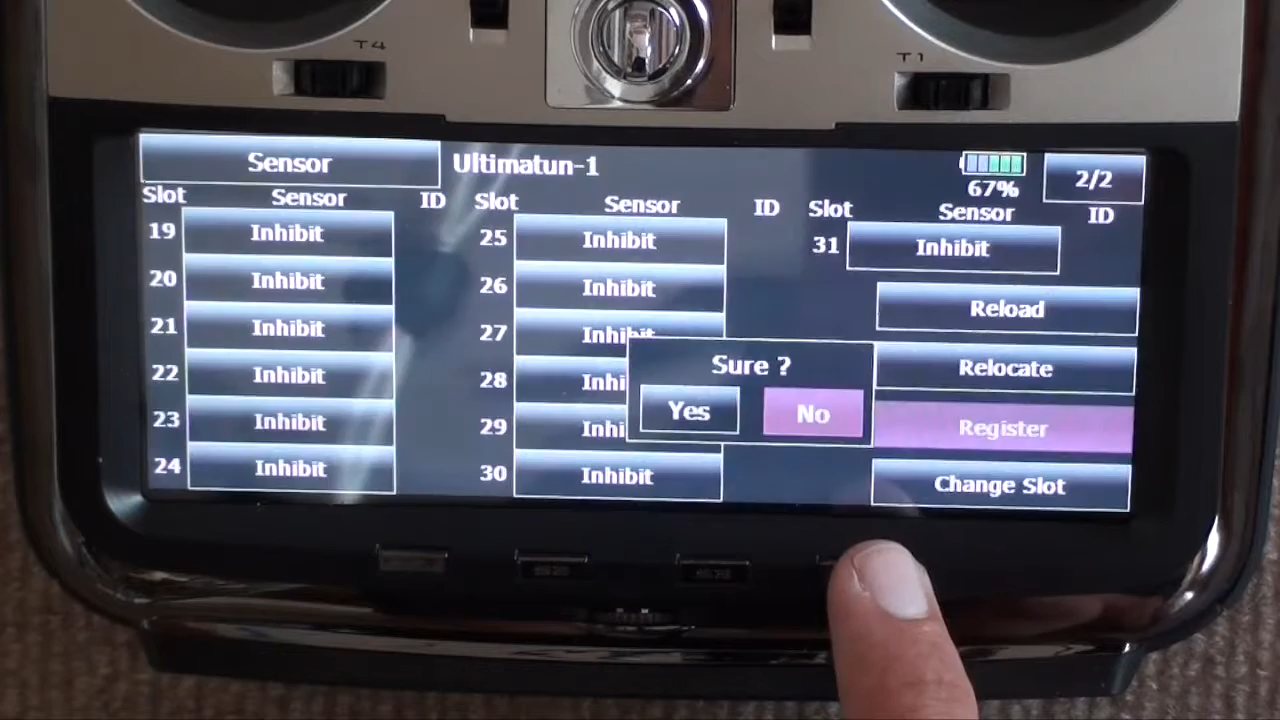 T4
T1
Sensor
Ultimatun-1
67%
2/2
Slot Sensor ID
Slot Sensor ID
Slot Sensor ID
19 Inhibit
25 Inhibit
31 Inhibit
20 Inhibit
26 Inhibit
Reload
21 Inhibit
27 Inhibit
Sure ?
Relocate
22 Inhibit
28 Inhi
Yes
No
Register
23 Inhibit
29 Inhi
24 Inhibit
30 Inhibit
Change Slot